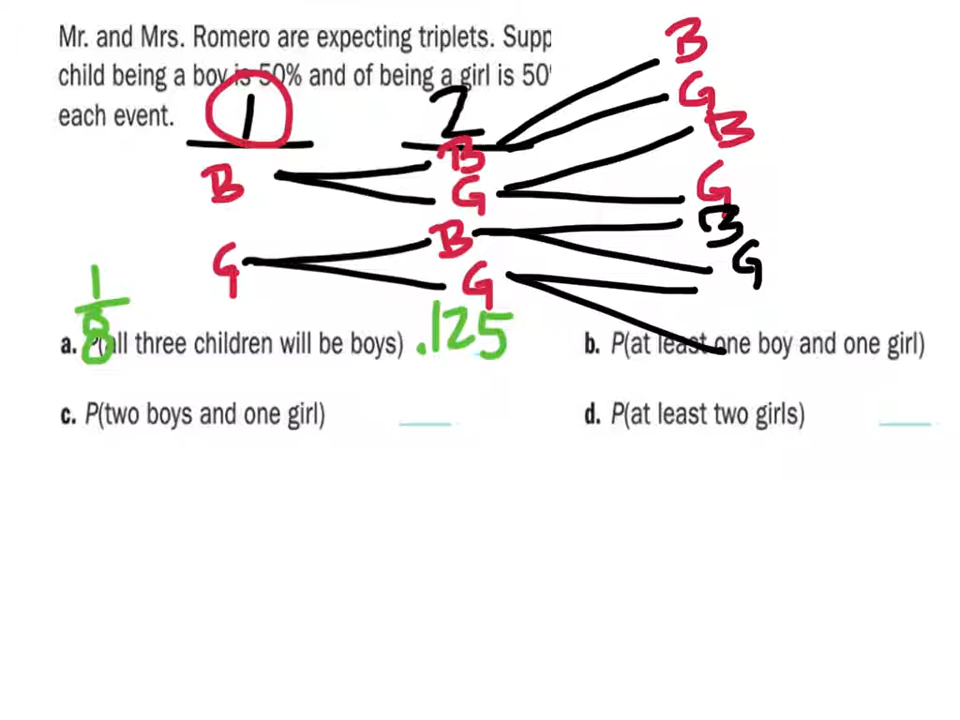 Mr. and Mrs. Romero are expecting triplets. Supp
child being a boy is 50% and of being a girl is 50
each event.
1 2
B
G
B
B
G
B G
G B
G
B
G G
1
8
a. P(all three children will be boys) .125 b. P(at least one boy and one girl)
c. P(two boys and one girl) d. P(at least two girls)